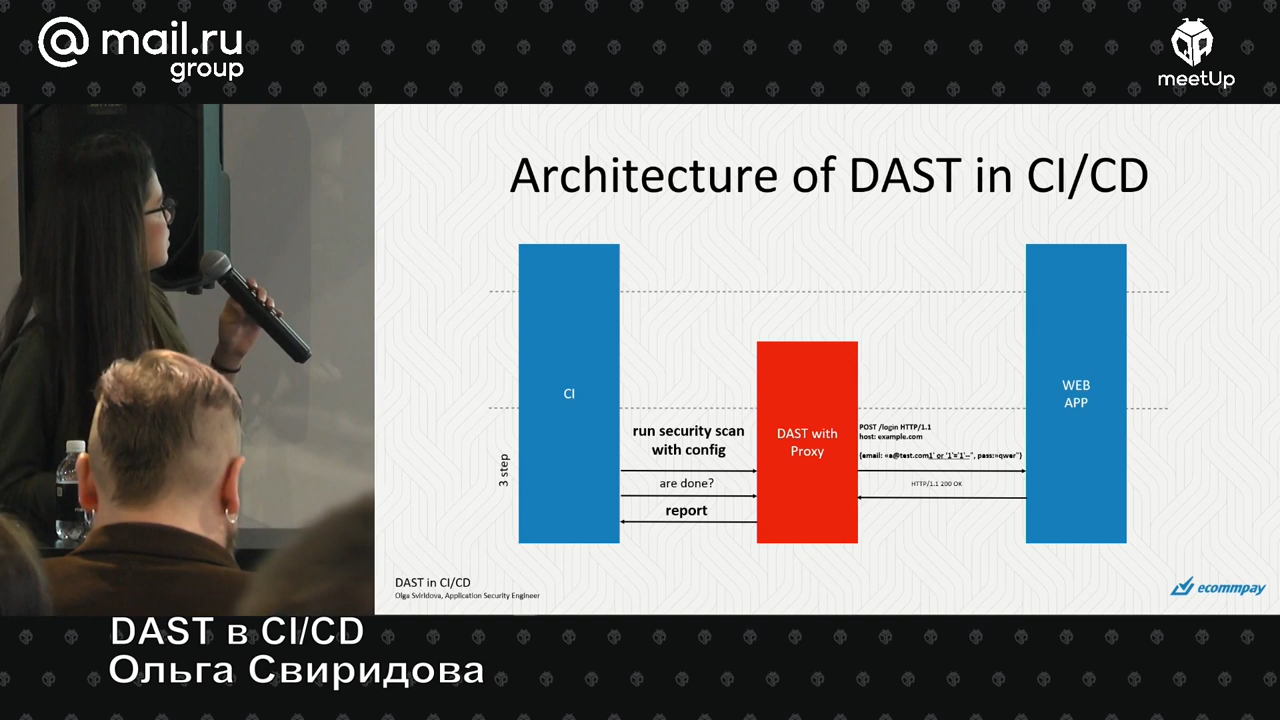 @mail.ru
group
meetUp
Architecture of DAST in CI/CD
CI
WEB
APP
DAST with
Proxy
run security scan
with config
are done?
report
3 step
POST /login HTTP/1.1
host: example.com
{email: «a@test.com1' or '1'='1'--", pass:«qwer"}
HTTP/1.1 200 OK
DAST in CI/CD
Olga Sviridova, Application Security Engineer
ecommpay
DAST в CI/CD
Ольга Свиридова